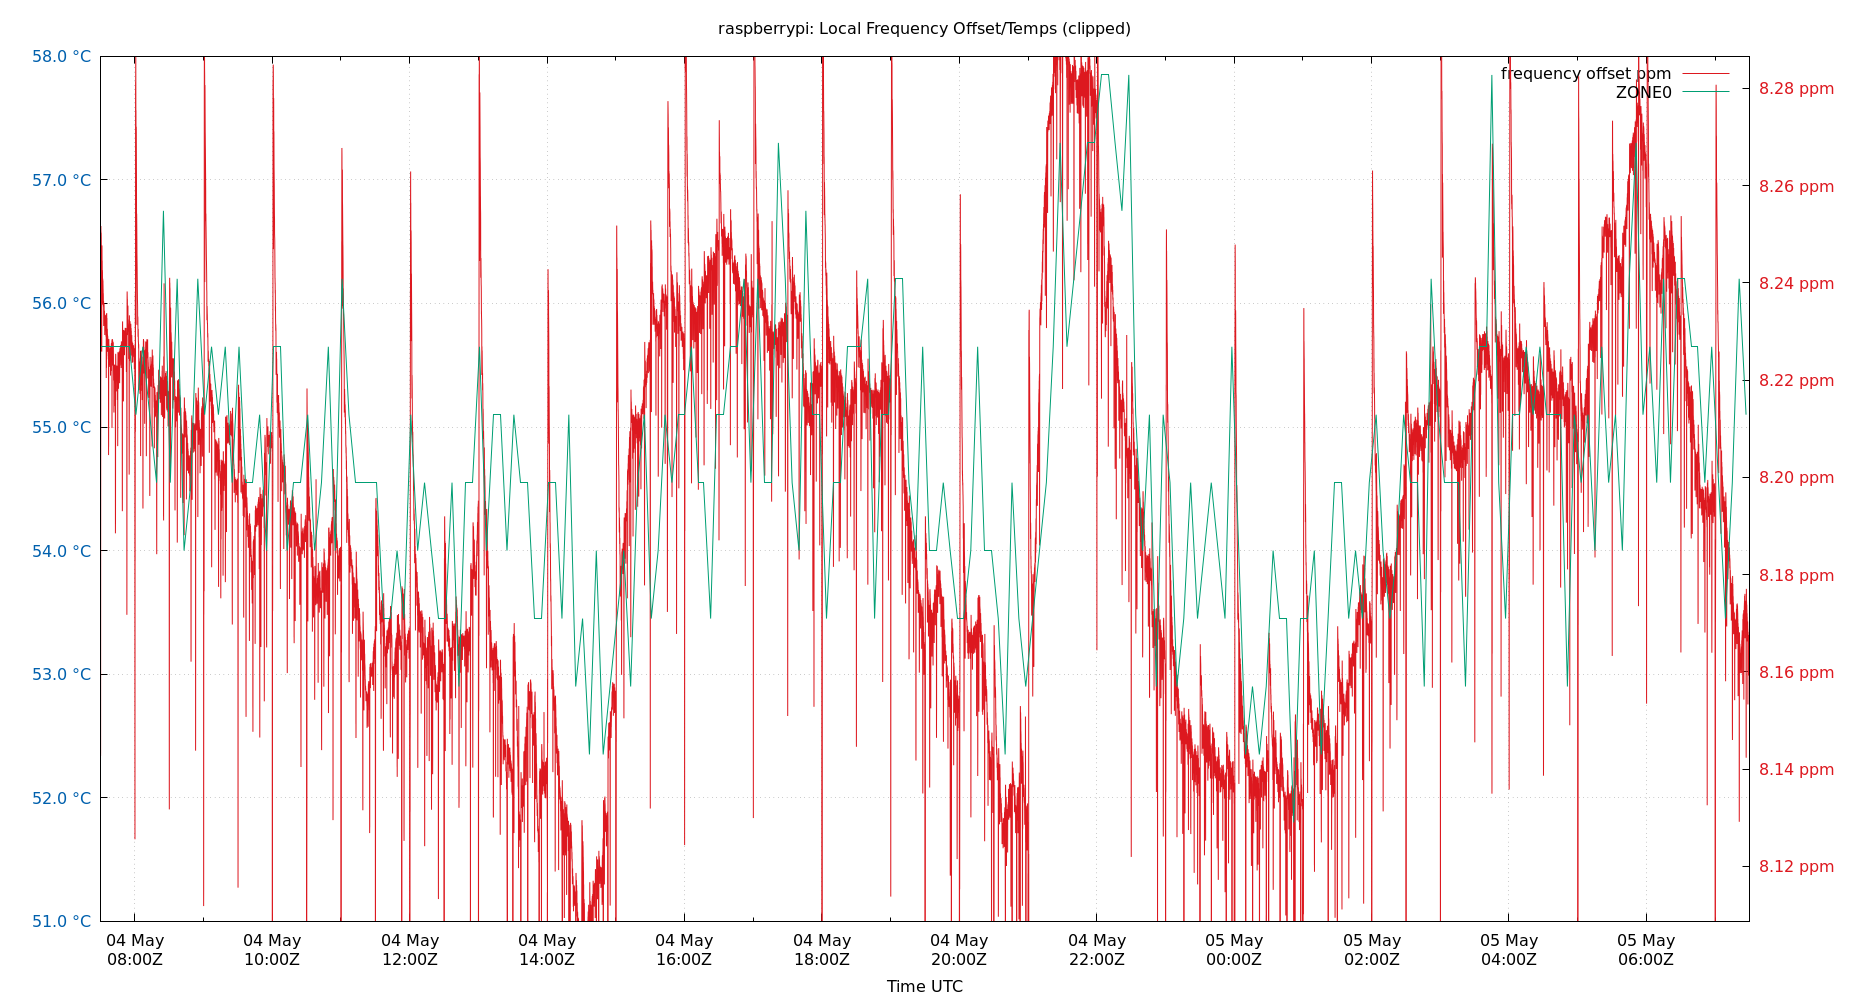 raspberrypi: Local Frequency Offset/Temps (clipped)
58.0 °C
57.0 °C
56.0 °C
55.0 °C
54.0 °C
53.0 °C
52.0 °C
51.0 °C
frequency offset ppm
ZONE0
8.28 ppm
8.26 ppm
8.24 ppm
8.22 ppm
8.20 ppm
8.18 ppm
8.16 ppm
8.14 ppm
8.12 ppm
04 May 04 May 04 May 04 May 04 May 04 May 04 May 04 May 05 May 05 May 05 May 05 May
08:00Z 10:00Z 12:00Z 14:00Z 16:00Z 18:00Z 20:00Z 22:00Z 00:00Z 02:00Z 04:00Z 06:00Z
Time UTC